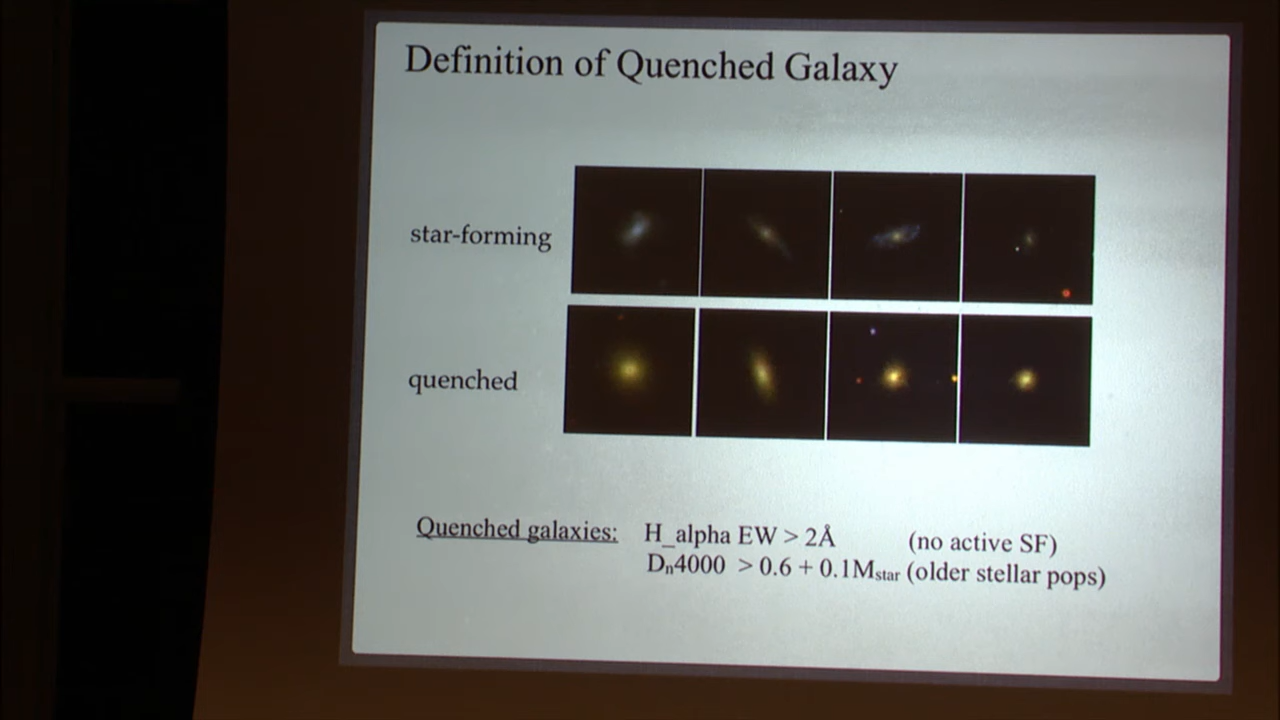 Definition of Quenched Galaxy
star-forming
quenched
Quenched galaxies: H_alpha EW > 2Å (no active SF)
Dn4000 > 0.6 + 0.1Mstar (older stellar pops)